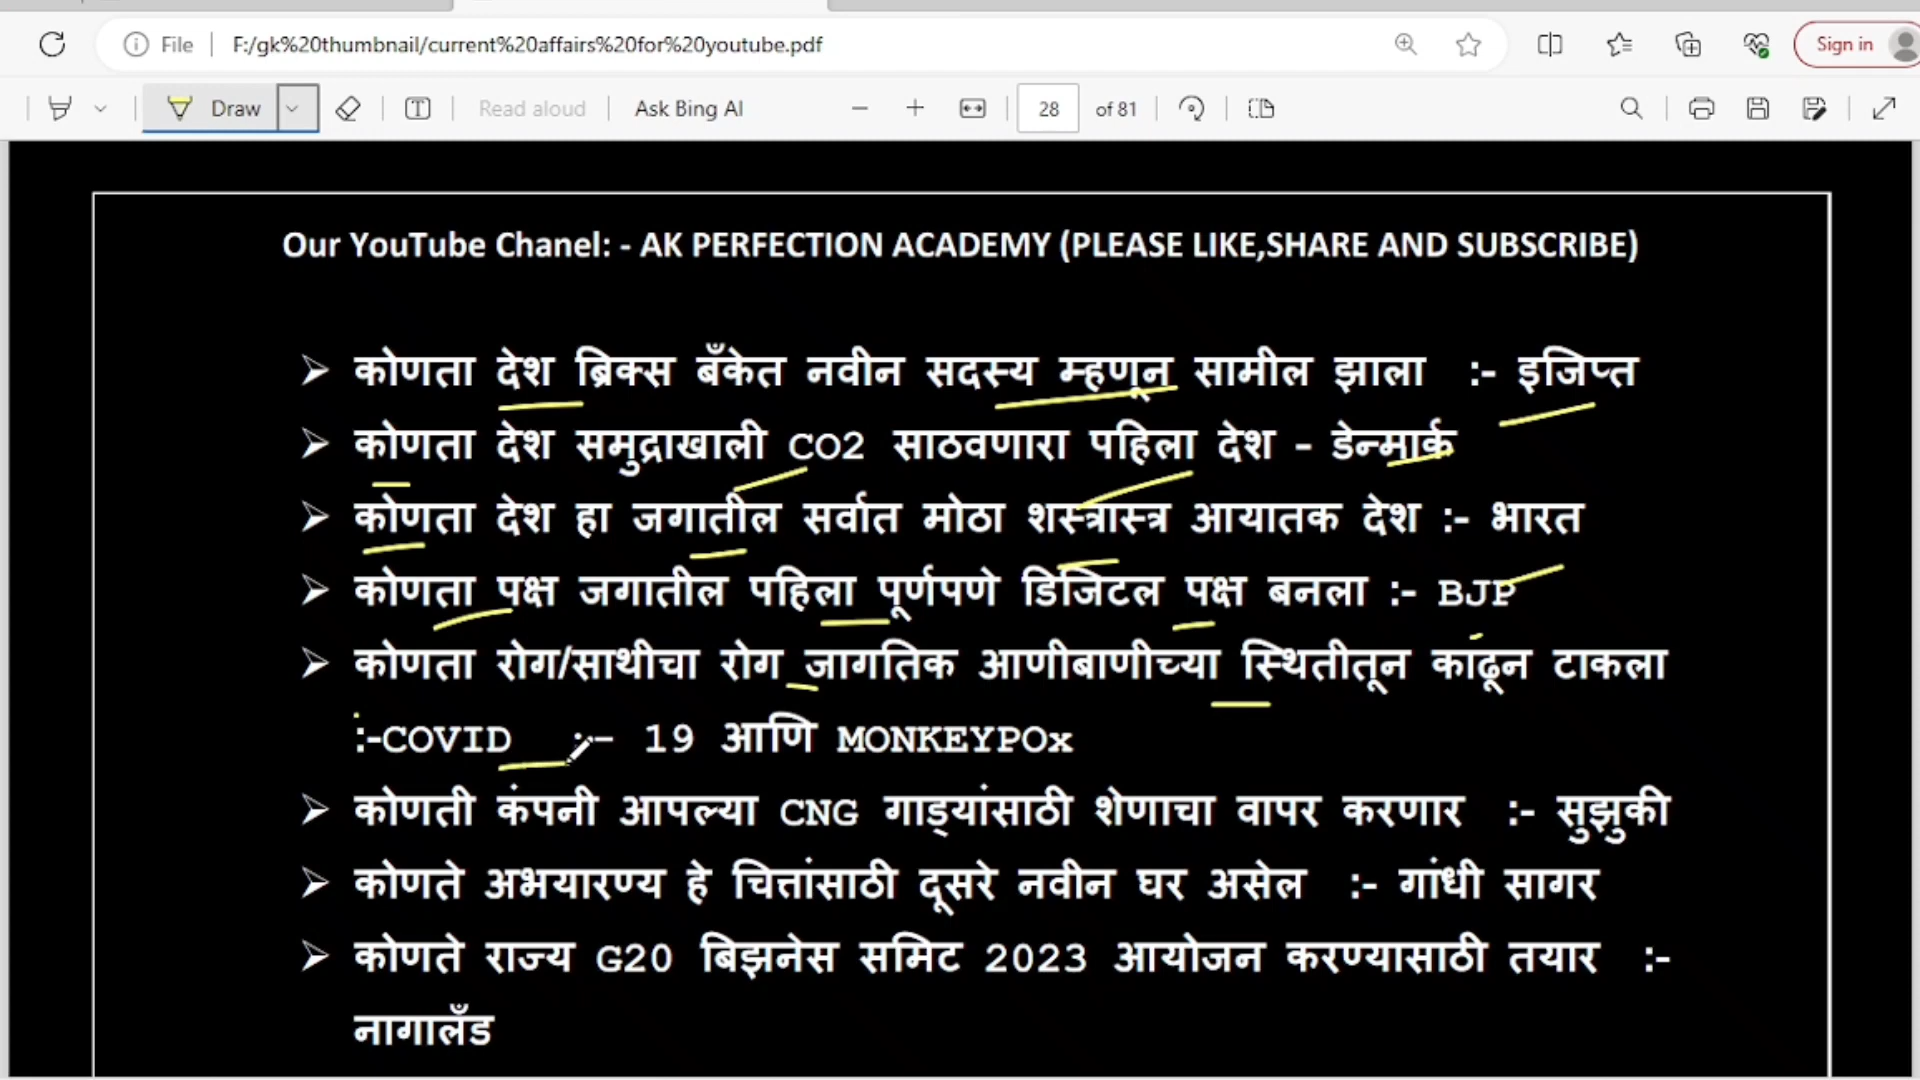 File
F:/gk%20thumbnail/current%20affairs%20for%20youtube.pdf
Sign in
Draw
Read aloud
Ask Bing AI
28 of 81
Our YouTube Chanel: - AK PERFECTION ACADEMY (PLEASE LIKE,SHARE AND SUBSCRIBE)
➢ कोणता देश ब्रिक्स बँकेत नवीन सदस्य म्हणून सामील झाला :- इजिप्त
➢ कोणता देश समुद्राखाली CO2 साठवणारा पहिला देश - डेन्मार्क
➢ कोणता देश हा जगातील सर्वात मोठा शस्त्रास्त्र आयातक देश :- भारत
➢ कोणता पक्ष जगातील पहिला पूर्णपणे डिजिटल पक्ष बनला :- BJP
➢ कोणता रोग/साथीचा रोग जागतिक आणीबाणीच्या स्थितीतून काढून टाकला
:-COVID :- 19 आणि MONKEYPOx
➢ कोणती कंपनी आपल्या CNG गाड्यांसाठी शेणाचा वापर करणार :- सुझुकी
➢ कोणते अभयारण्य हे चित्तांसाठी दूसरे नवीन घर असेल :- गांधी सागर
➢ कोणते राज्य G20 बिझनेस समिट 2023 आयोजन करण्यासाठी तयार :-
नागालँड